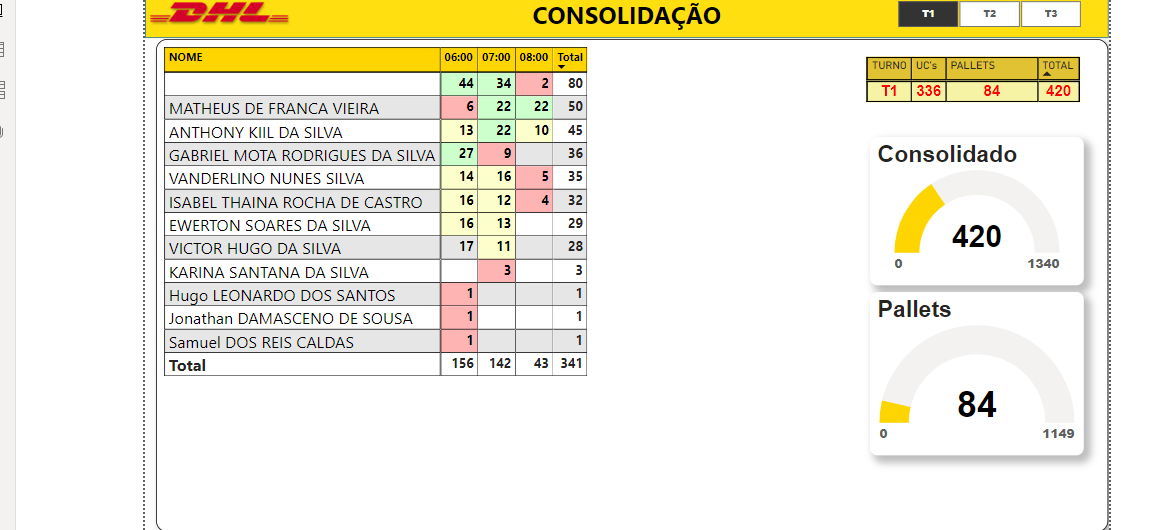 DHL
CONSOLIDAÇÃO
T1 T2 T3
NOME 06:00 07:00 08:00 Total
44 34 2 80
MATHEUS DE FRANCA VIEIRA 6 22 22 50
ANTHONY KIIL DA SILVA 13 22 10 45
GABRIEL MOTA RODRIGUES DA SILVA 27 9 36
VANDERLINO NUNES SILVA 14 16 5 35
ISABEL THAINA ROCHA DE CASTRO 16 12 4 32
EWERTON SOARES DA SILVA 16 13 29
VICTOR HUGO DA SILVA 17 11 28
KARINA SANTANA DA SILVA 3 3
Hugo LEONARDO DOS SANTOS 1 1
Jonathan DAMASCENO DE SOUSA 1 1
Samuel DOS REIS CALDAS 1 1
Total 156 142 43 341
TURNO UC's PALLETS TOTAL
T1 336 84 420
Consolidado
420
0 1340
Pallets
84
0 1149